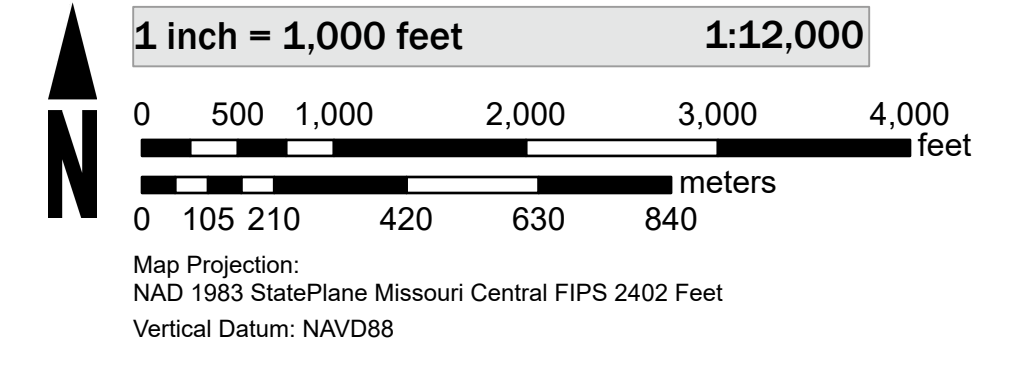 1 inch = 1,000 feet 1:12,000
0 500 1,000 2,000 3,000 4,000
feet
meters
0 105 210 420 630 840
N
Map Projection:
NAD 1983 StatePlane Missouri Central FIPS 2402 Feet
Vertical Datum: NAVD88